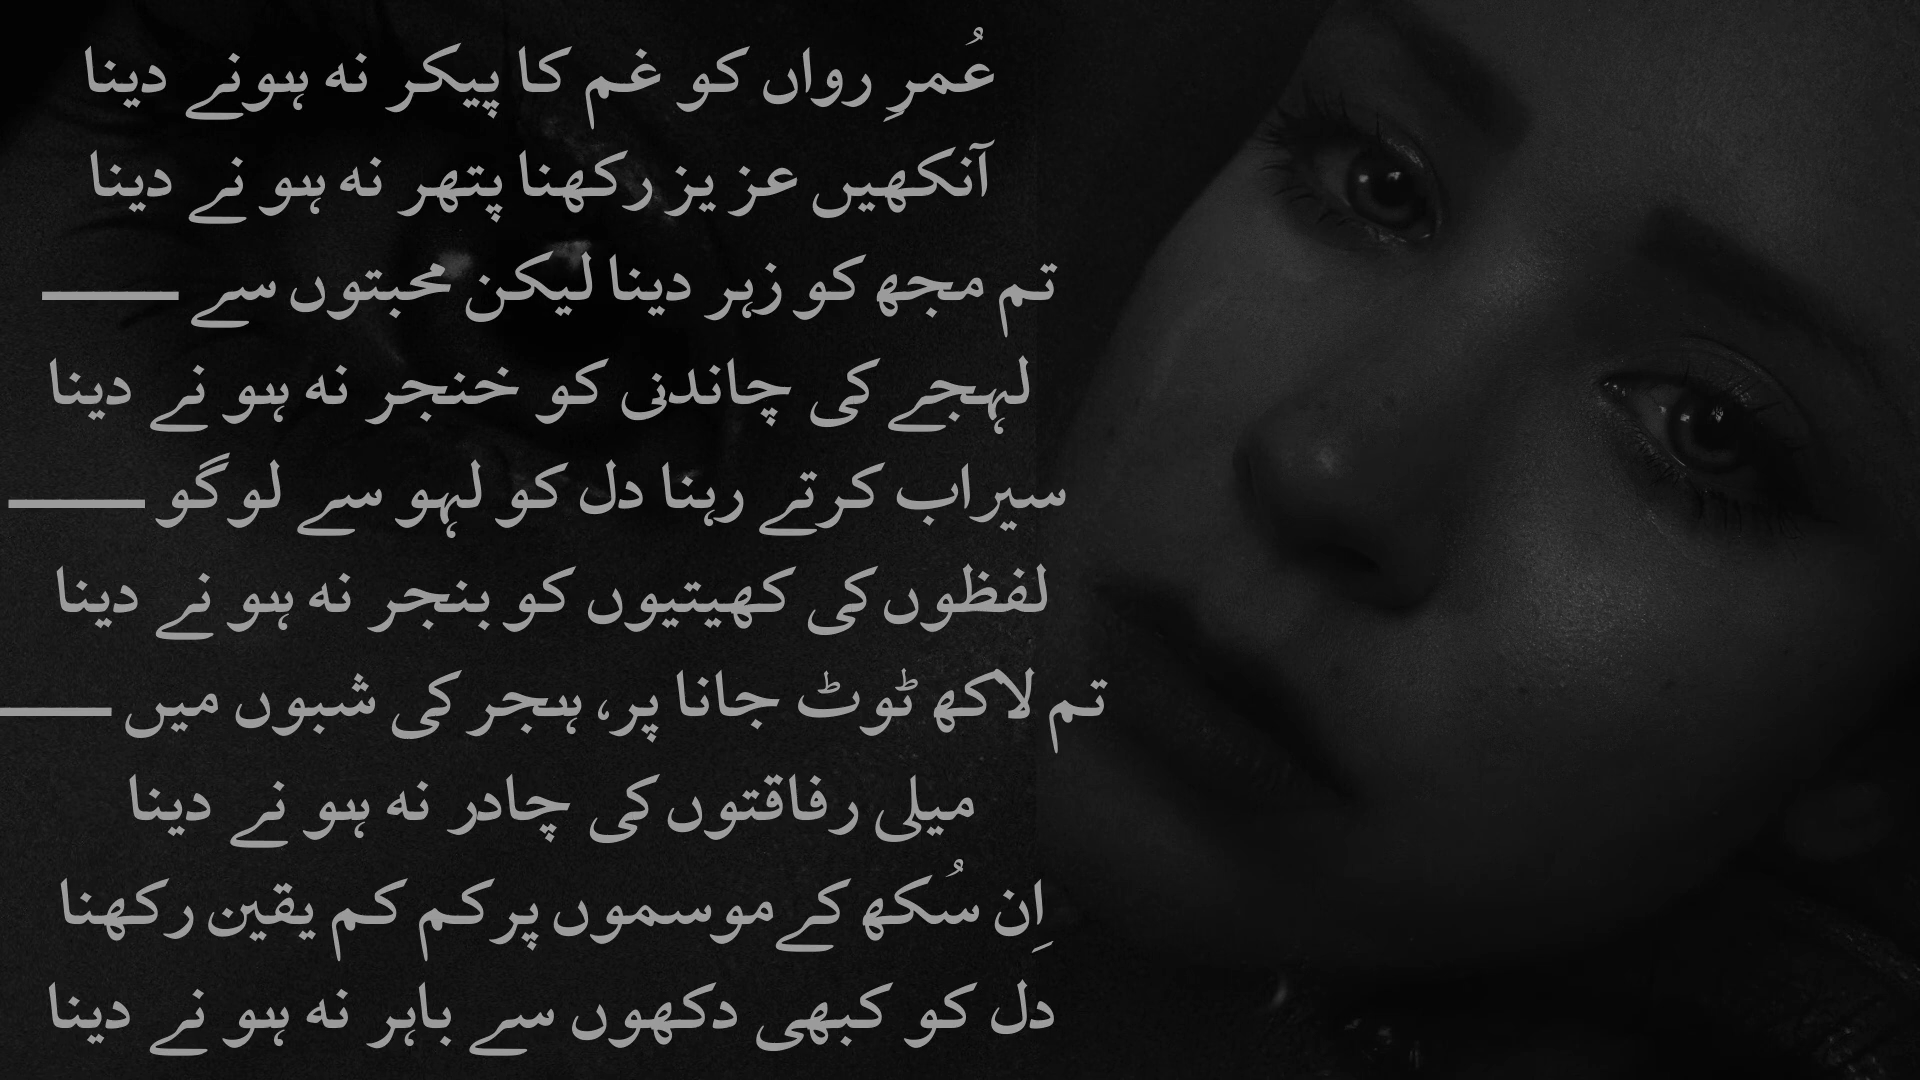 عُمرِ رواں کو غم کا پیکر نہ ہونے دینا
آنکھیں عزیز رکھنا پتھر نہ ہونے دینا
تم مجھ کو زہر دینا لیکن محبتوں سے ـــــــــ
لہجے کی چاندنی کو خنجر نہ ہونے دینا
سیراب کرتے رہنا دل کو لہو سے لوگو ـــــــــ
لفظوں کی کھیتیوں کو بنجر نہ ہونے دینا
تم لاکھ ٹوٹ جانا پر، ہجر کی شبوں میں ـــــــــ
میلی رفاقتوں کی چادر نہ ہونے دینا
اِن سُکھ کے موسموں پر کم کم یقین رکھنا
دل کو کبھی دکھوں سے باہر نہ ہونے دینا